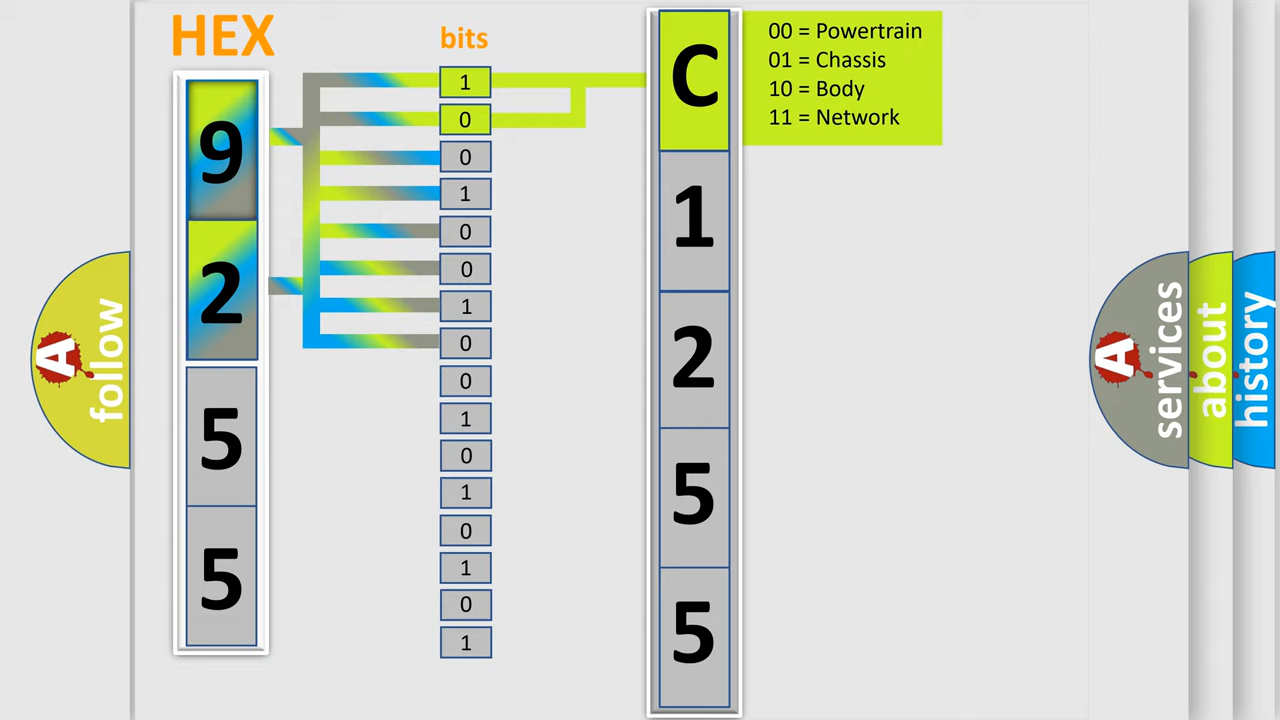 HEX
9
2
5
5
bits
1
0
0
1
0
0
1
0
0
1
0
1
0
1
0
1
C
1
2
5
5
00 = Powertrain
01 = Chassis
10 = Body
11 = Network
A
follow
A
services
about
history